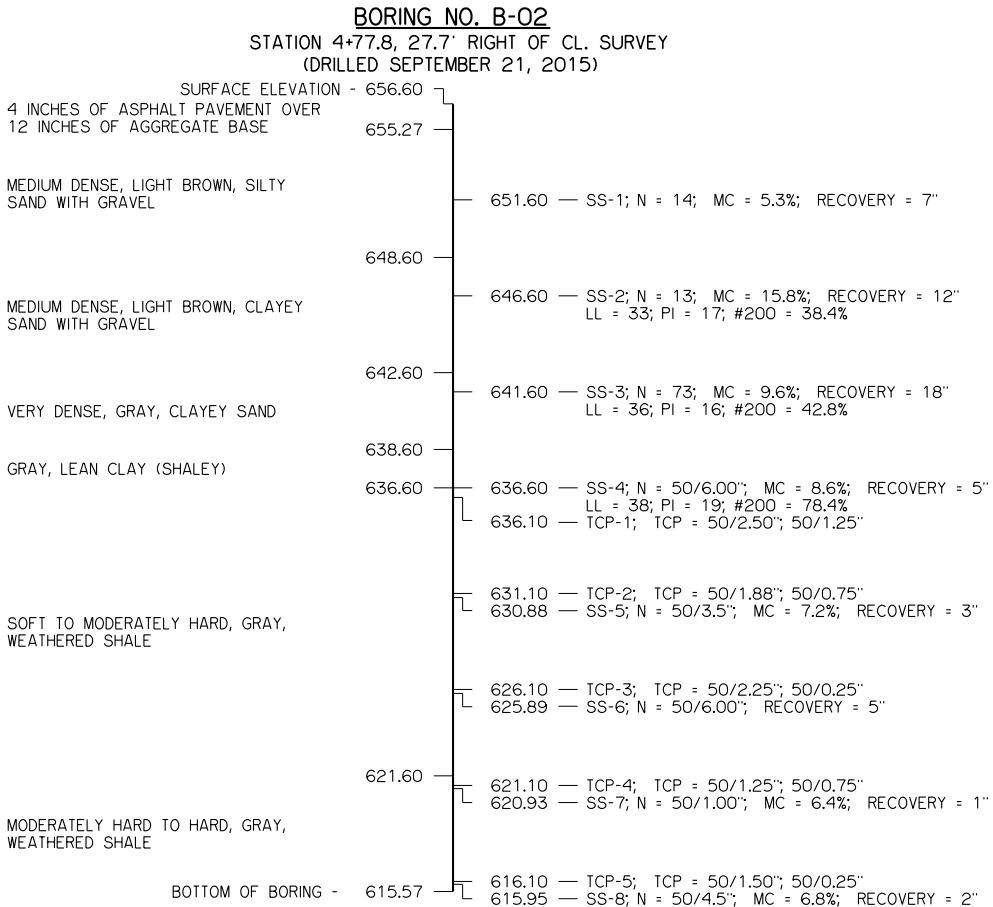 BORING NO. B-02
STATION 4+77.8, 27.7' RIGHT OF CL. SURVEY
(DRILLED SEPTEMBER 21, 2015)
SURFACE ELEVATION - 656.60
4 INCHES OF ASPHALT PAVEMENT OVER
12 INCHES OF AGGREGATE BASE
655.27
MEDIUM DENSE, LIGHT BROWN, SILTY
SAND WITH GRAVEL
651.60 — SS-1; N = 14; MC = 5.3%; RECOVERY = 7"
648.60
646.60 — SS-2; N = 13; MC = 15.8%; RECOVERY = 12"
LL = 33; PI = 17; #200 = 38.4%
MEDIUM DENSE, LIGHT BROWN, CLAYEY
SAND WITH GRAVEL
642.60
641.60 — SS-3; N = 73; MC = 9.6%; RECOVERY = 18"
LL = 36; PI = 16; #200 = 42.8%
VERY DENSE, GRAY, CLAYEY SAND
638.60
GRAY, LEAN CLAY (SHALEY)
636.60
636.60 — SS-4; N = 50/6.00"; MC = 8.6%; RECOVERY = 5"
LL = 38; PI = 19; #200 = 78.4%
636.10 — TCP-1; TCP = 50/2.50"; 50/1.25"
631.10 — TCP-2; TCP = 50/1.88"; 50/0.75"
630.88 — SS-5; N = 50/3.5"; MC = 7.2%; RECOVERY = 3"
SOFT TO MODERATELY HARD, GRAY,
WEATHERED SHALE
626.10 — TCP-3; TCP = 50/2.25"; 50/0.25"
625.89 — SS-6; N = 50/6.00"; RECOVERY = 5"
621.60
621.10 — TCP-4; TCP = 50/1.25"; 50/0.75"
620.93 — SS-7; N = 50/1.00"; MC = 6.4%; RECOVERY = 1"
MODERATELY HARD TO HARD, GRAY,
WEATHERED SHALE
616.10 — TCP-5; TCP = 50/1.50"; 50/0.25"
BOTTOM OF BORING - 615.57
615.95 — SS-8; N = 50/4.5"; MC = 6.8%; RECOVERY = 2"